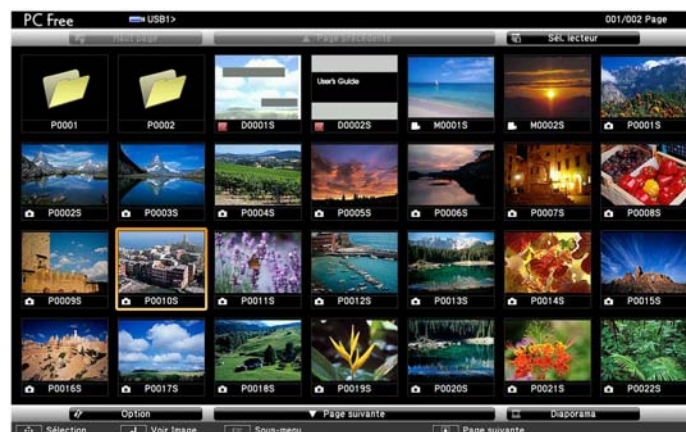 PC Free USB1> 001/002 Page
Haut page ▲ Page précédente Sél. lecteur
User's Guide
P0001 P0002 D0001S D0002S M0001S M0002S P0001S
P0002S P0003S P0004S P0005S P0006S P0007S P0008S
P0009S P0010S P0011S P0012S P0013S P0014S P0015S
P0016S P0017S P0018S P0019S P0020S P0021S P0022S
Option ▼ Page suivante Diaporama
Sélection Voir Image Esc Sous-menu Page suivante